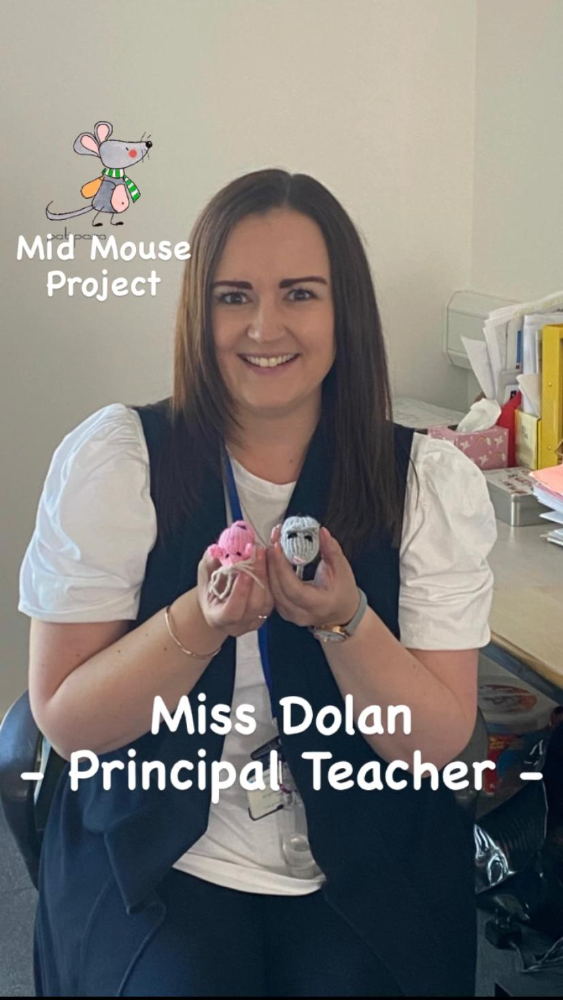 Mid Mouse
Project
Miss Dolan
- Principal Teacher -